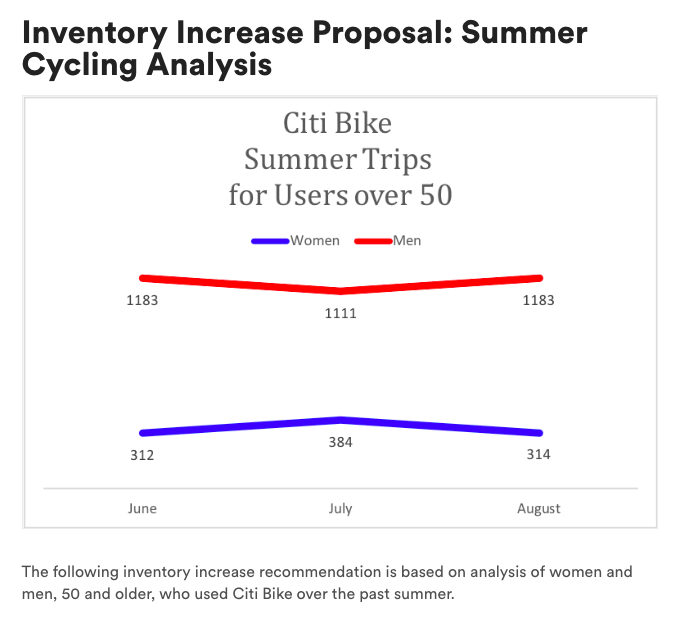 Inventory Increase Proposal: Summer
Cycling Analysis
Citi Bike
Summer Trips
for Users over 50
Women Men
1183 1111 1183
312 384 314
June July August
The following inventory increase recommendation is based on analysis of women and
men, 50 and older, who used Citi Bike over the past summer.